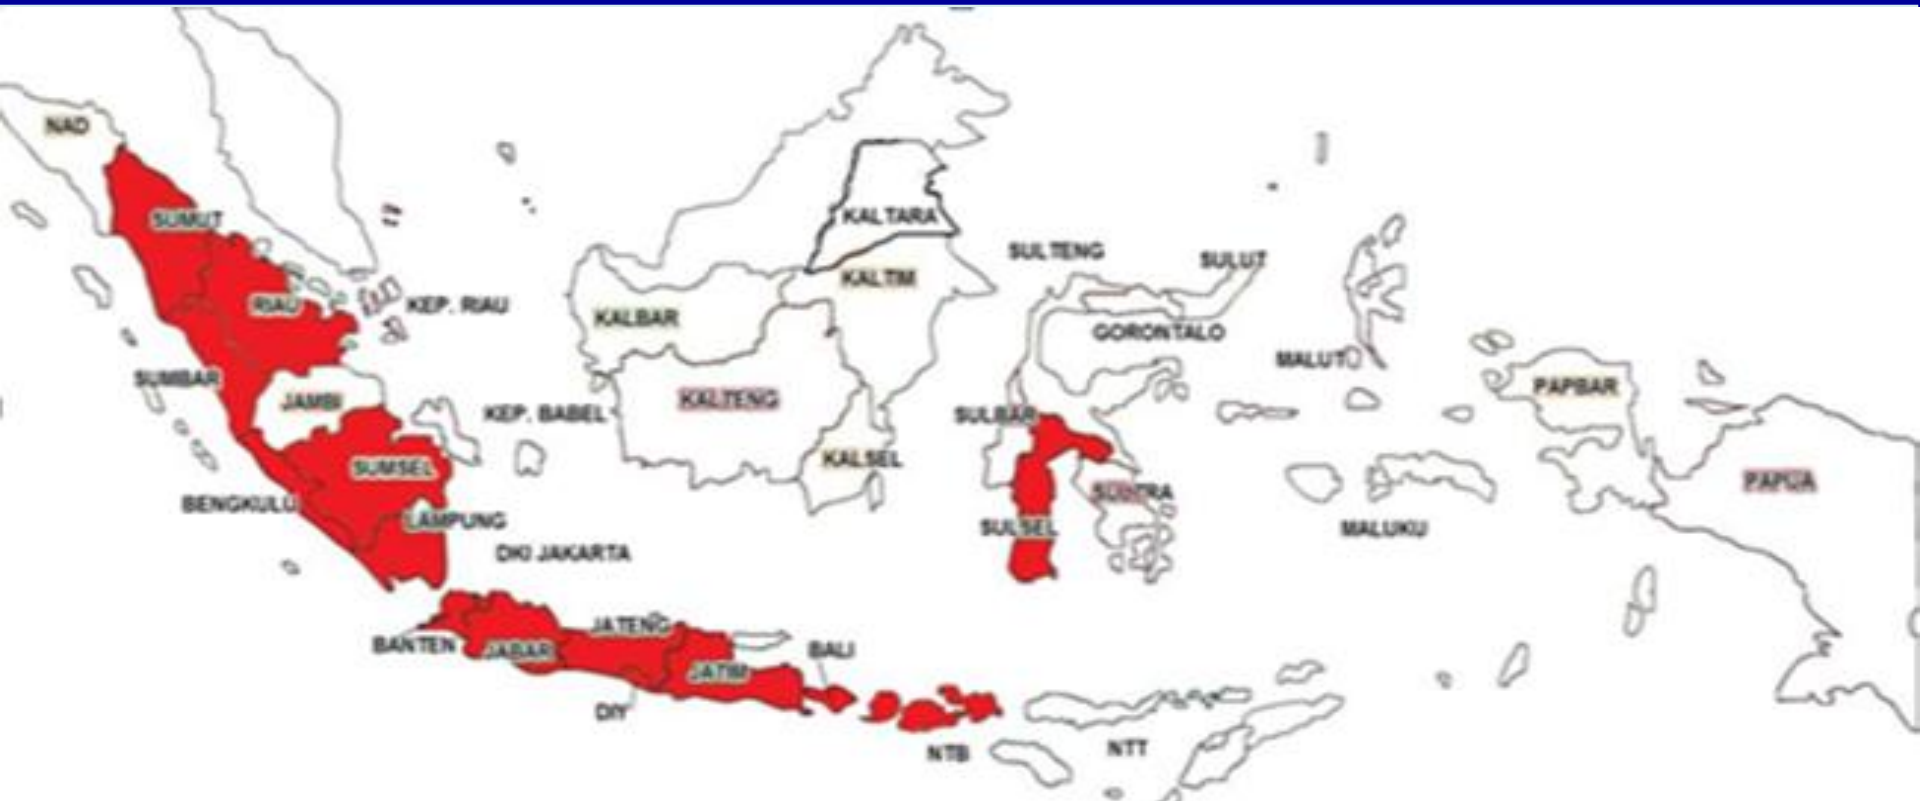 NAD
SUMUT
RIAU
KEP. RIAU
SUMBAR
JAMBI
KEP. BABEL
SUMSEL
BENGKULU
LAMPUNG
DKI JAKARTA
BANTEN
JABAR
JATENG
JATIM
DIY
BALI
NTB
NTT
KALBAR
KALTENG
KALTARA
KALTIM
KALSEL
SULTENG
SULUT
GORONTALO
SULBAR
SULSEL
SULTRA
MALUT
MALUKU
PAPBAR
PAPUA